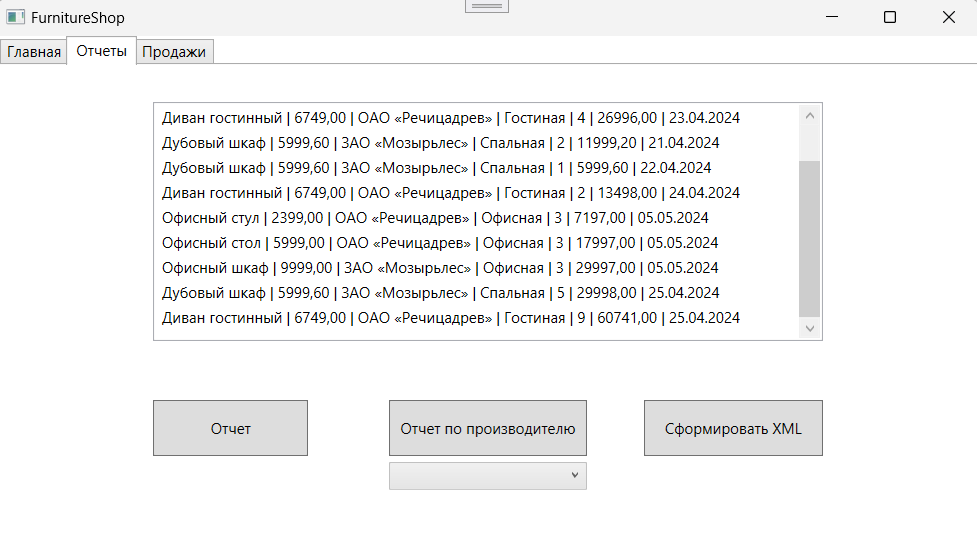 FurnitureShop
Главная Отчеты Продажи
Диван гостинный | 6749,00 | ОАО «Речицадрев» | Гостиная | 4 | 26996,00 | 23.04.2024
Дубовый шкаф | 5999,60 | ЗАО «Мозырьлес» | Спальная | 2 | 11999,20 | 21.04.2024
Дубовый шкаф | 5999,60 | ЗАО «Мозырьлес» | Спальная | 1 | 5999,60 | 22.04.2024
Диван гостинный | 6749,00 | ОАО «Речицадрев» | Гостиная | 2 | 13498,00 | 24.04.2024
Офисный стул | 2399,00 | ОАО «Речицадрев» | Офисная | 3 | 7197,00 | 05.05.2024
Офисный стол | 5999,00 | ОАО «Речицадрев» | Офисная | 3 | 17997,00 | 05.05.2024
Офисный шкаф | 9999,00 | ЗАО «Мозырьлес» | Офисная | 3 | 29997,00 | 05.05.2024
Дубовый шкаф | 5999,60 | ЗАО «Мозырьлес» | Спальная | 5 | 29998,00 | 25.04.2024
Диван гостинный | 6749,00 | ОАО «Речицадрев» | Гостиная | 9 | 60741,00 | 25.04.2024
Отчет Отчет по производителю Сформировать XML